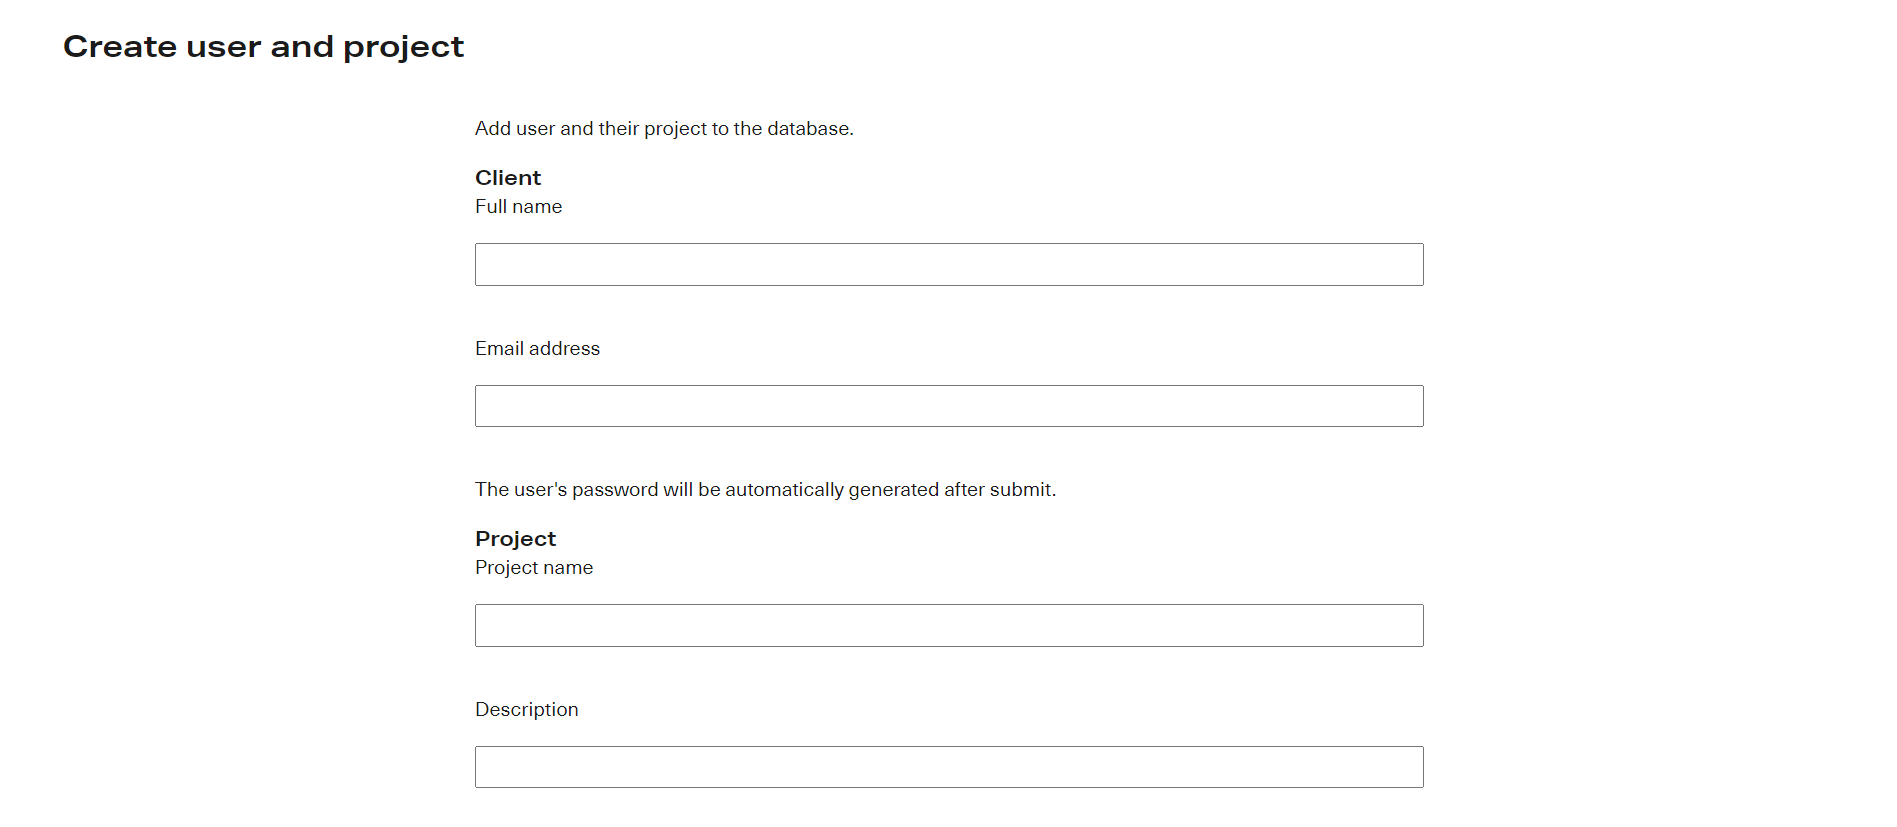 Create user and project
Add user and their project to the database.
Client
Full name
Email address
The user's password will be automatically generated after submit.
Project
Project name
Description